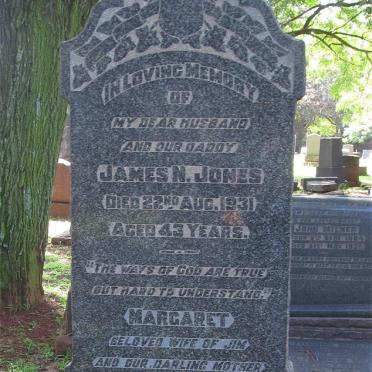 IN LOVING MEMORY
OF
MY DEAR HUSBAND
AND OUR DADDY
JAMES N. JONES
DIED 22ND AUG. 1931
AGED 43 YEARS.
"THE WAYS OF GOD ARE TRUE
BUT HARD TO UNDERSTAND."
MARGARET
BELOVED WIFE OF JIM
AND OUR DARLING MOTHER
JOHN MILNER